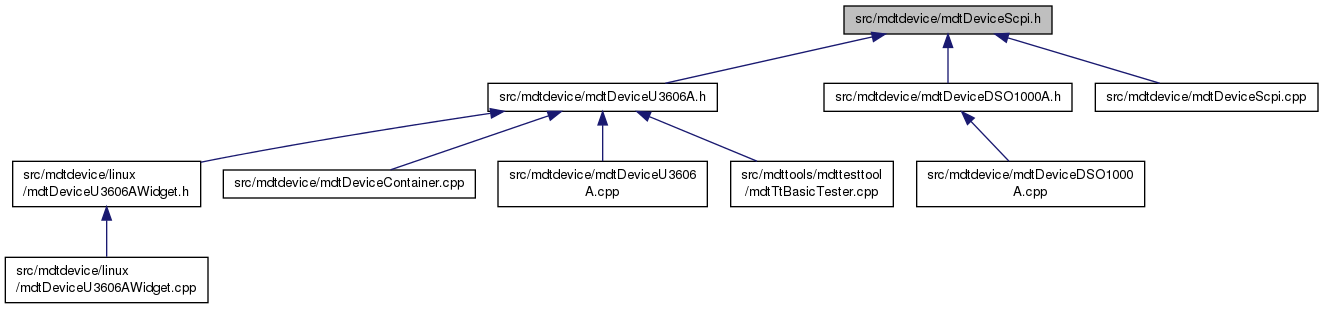 src/mdtdevice/mdtDeviceScpi.h
src/mdtdevice/mdtDeviceU3606A.h
src/mdtdevice/mdtDeviceDSO1000A.h
src/mdtdevice/mdtDeviceScpi.cpp
src/mdtdevice/linux
/mdtDeviceU3606AWidget.h
src/mdtdevice/mdtDeviceContainer.cpp
src/mdtdevice/mdtDeviceU3606
A.cpp
src/mdttools/mdttesttool
/mdtTtBasicTester.cpp
src/mdtdevice/mdtDeviceDSO1000
A.cpp
src/mdtdevice/linux
/mdtDeviceU3606AWidget.cpp